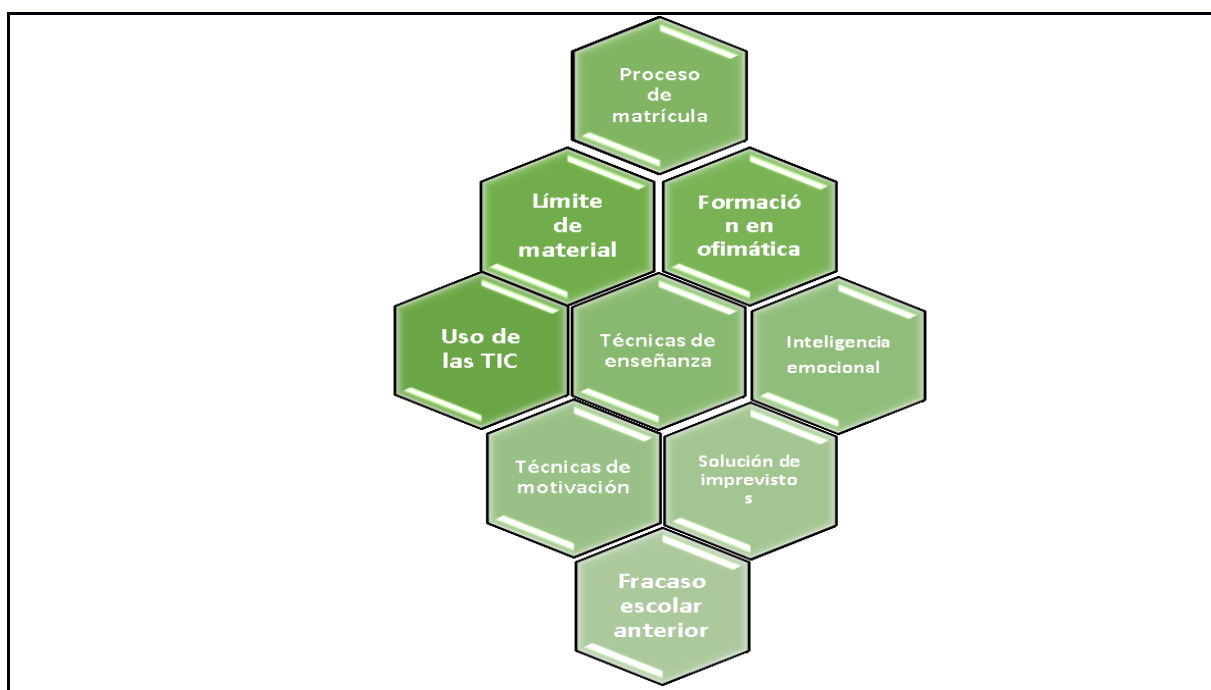 Proceso
de
matrícula
Límite
de
material
Formació
n en
ofimática
Uso de
las TIC
Técnicas de
enseñanza
Inteligencia
emocional
Técnicas de
motivación
Solución de
imprevisto
s
Fracaso
escolar
anterior